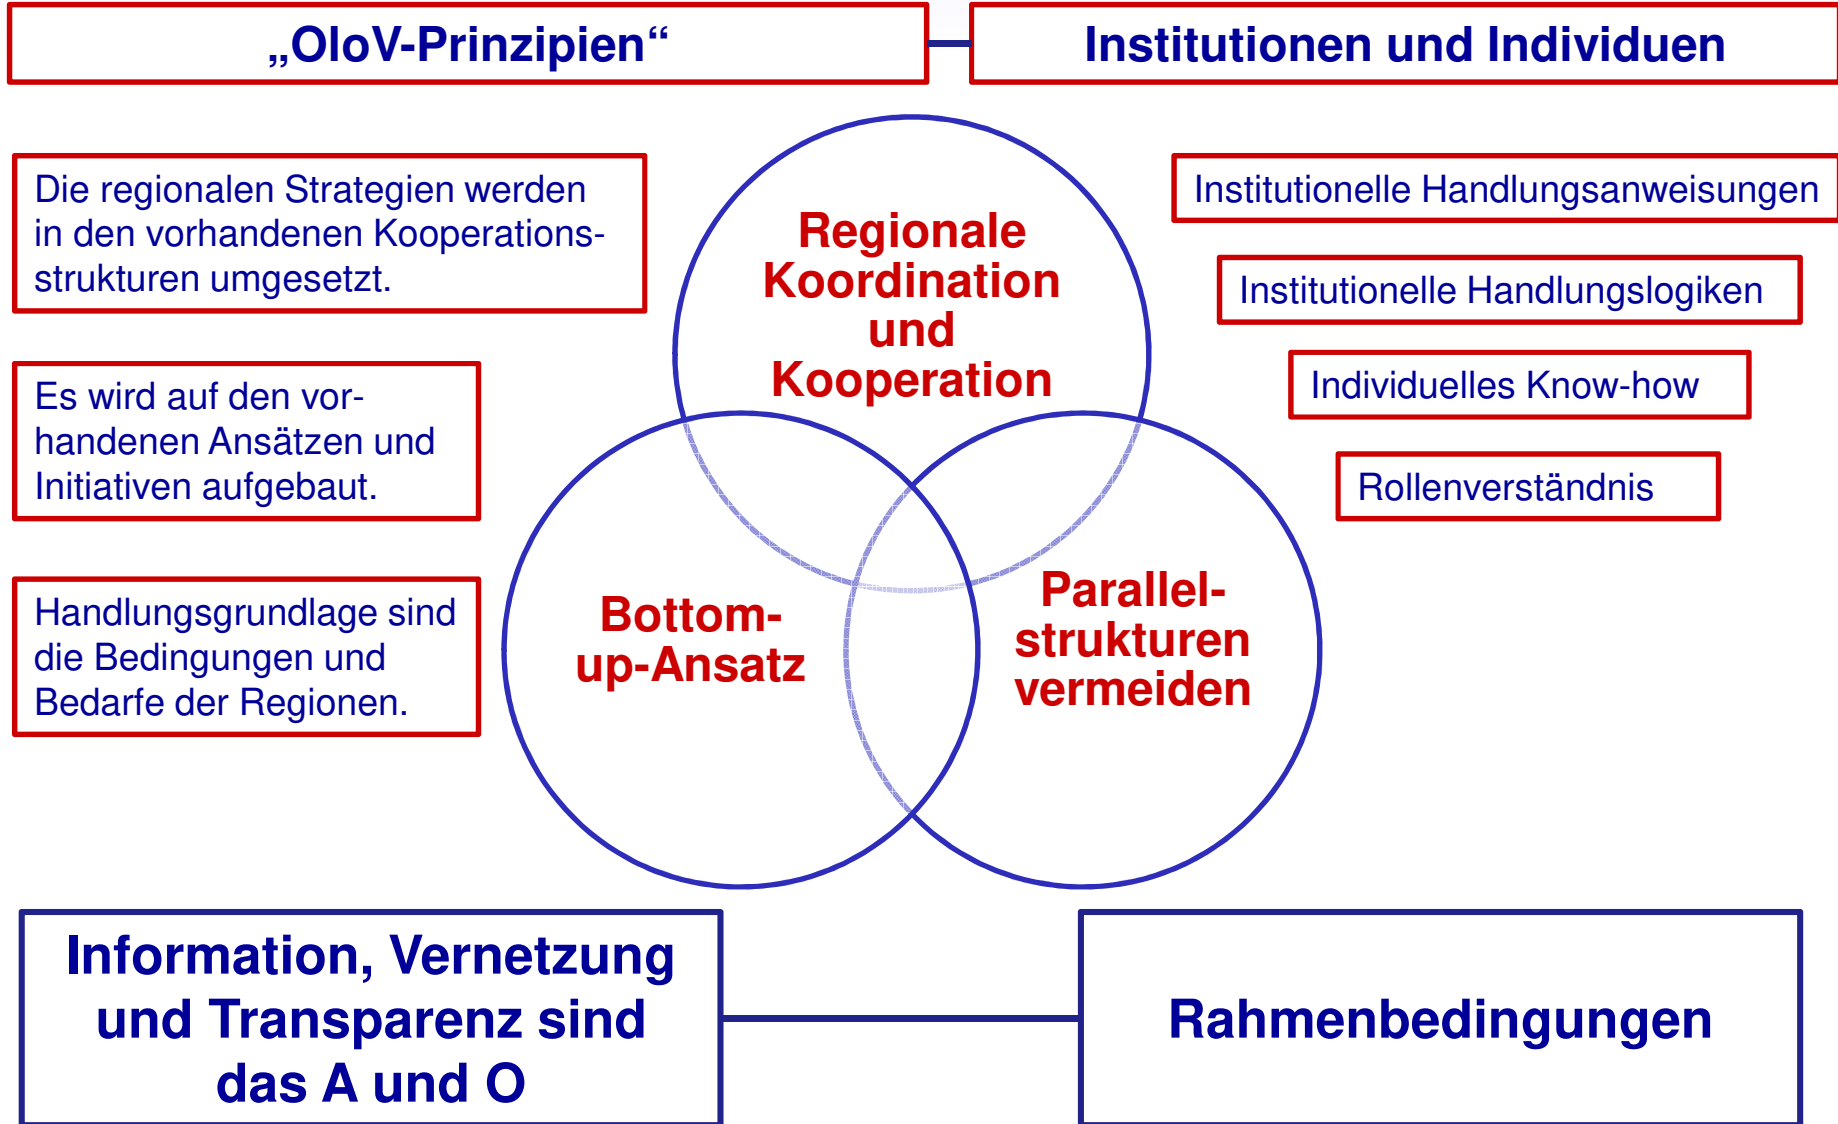 „OloV-Prinzipien“
Institutionen und Individuen
Die regionalen Strategien werden
in den vorhandenen Kooperations-
strukturen umgesetzt.
Es wird auf den vor-
handenen Ansätzen und
Initiativen aufgebaut.
Handlungsgrundlage sind
die Bedingungen und
Bedarfe der Regionen.
Regionale
Koordination
und
Kooperation
Bottom-
up-Ansatz
Parallel-
strukturen
vermeiden
Institutionelle Handlungsanweisungen
Institutionelle Handlungslogiken
Individuelles Know-how
Rollenverständnis
Information, Vernetzung
und Transparenz sind
das A und O
Rahmenbedingungen